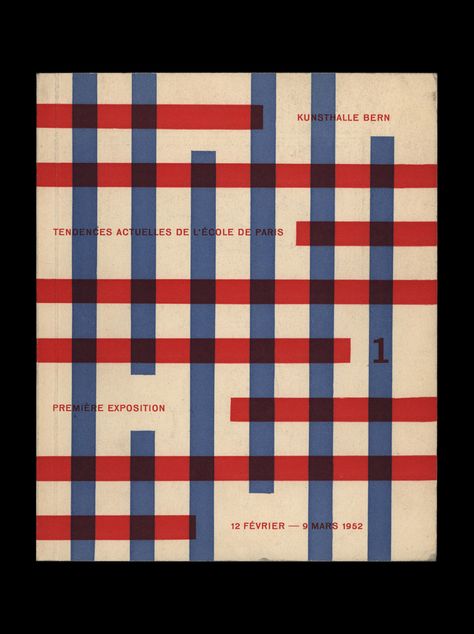 KUNSTHALLE BERN
TENDENCES ACTUELLES DE L'ÉCOLE DE PARIS
1
PREMIÈRE EXPOSITION
12 FÉVRIER — 9 MARS 1952